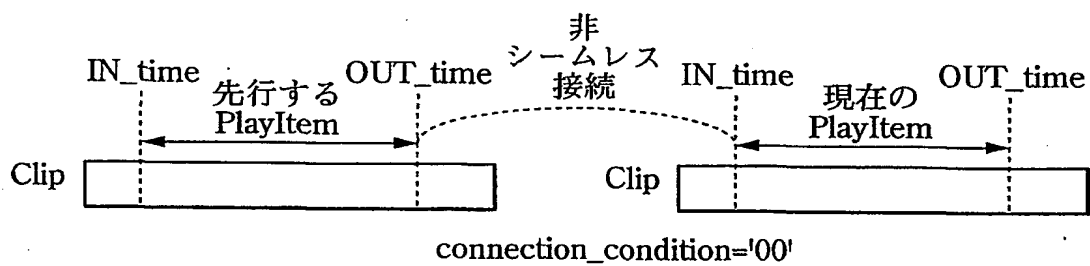 非
シームレス
接続
IN_time
OUT_time
IN_time
OUT_time
先行する
PlayItem
現在の
PlayItem
Clip
Clip
connection_condition='00'